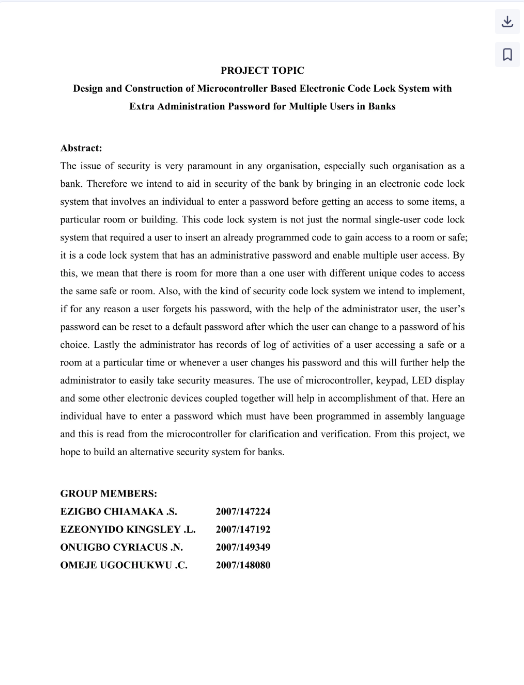 PROJECT TOPIC
Design and Construction of Microcontroller Based Electronic Code Lock System with
Extra Administration Password for Multiple Users in Banks
Abstract:
The issue of security is very paramount in any organisation, especially such organisation as a
bank. Therefore we intend to aid in security of the bank by bringing in an electronic code lock
system that involves an individual to enter a password before getting an access to some items, a
particular room or building. This code lock system is not just the normal single-user code lock
system that required a user to insert an already programmed code to gain access to a room or safe;
it is a code lock system that has an administrative password and enable multiple user access. By
this, we mean that there is room for more than a one user with different unique codes to access
the same safe or room. Also, with the kind of security code lock system we intend to implement,
if for any reason a user forgets his password, with the help of the administrator user, the user's
password can be reset to a default password after which the user can change to a password of his
choice. Lastly the administrator has records of log of activities of a user accessing a safe or a
room at a particular time or whenever a user changes his password and this will further help the
administrator to easily take security measures. The use of microcontroller, keypad, LED display
and some other electronic devices coupled together will help in accomplishment of that. Here an
individual have to enter a password which must have been programmed in assembly language
and this is read from the microcontroller for clarification and verification. From this project, we
hope to build an alternative security system for banks.
GROUP MEMBERS:
EZIGBO CHIAMAKA .S. 2007/147224
EZEONYIDO KINGSLEY .L. 2007/147192
ONUIGBO CYRIACUS .N. 2007/149349
OMEJE UGOCHUKWU .C. 2007/148080